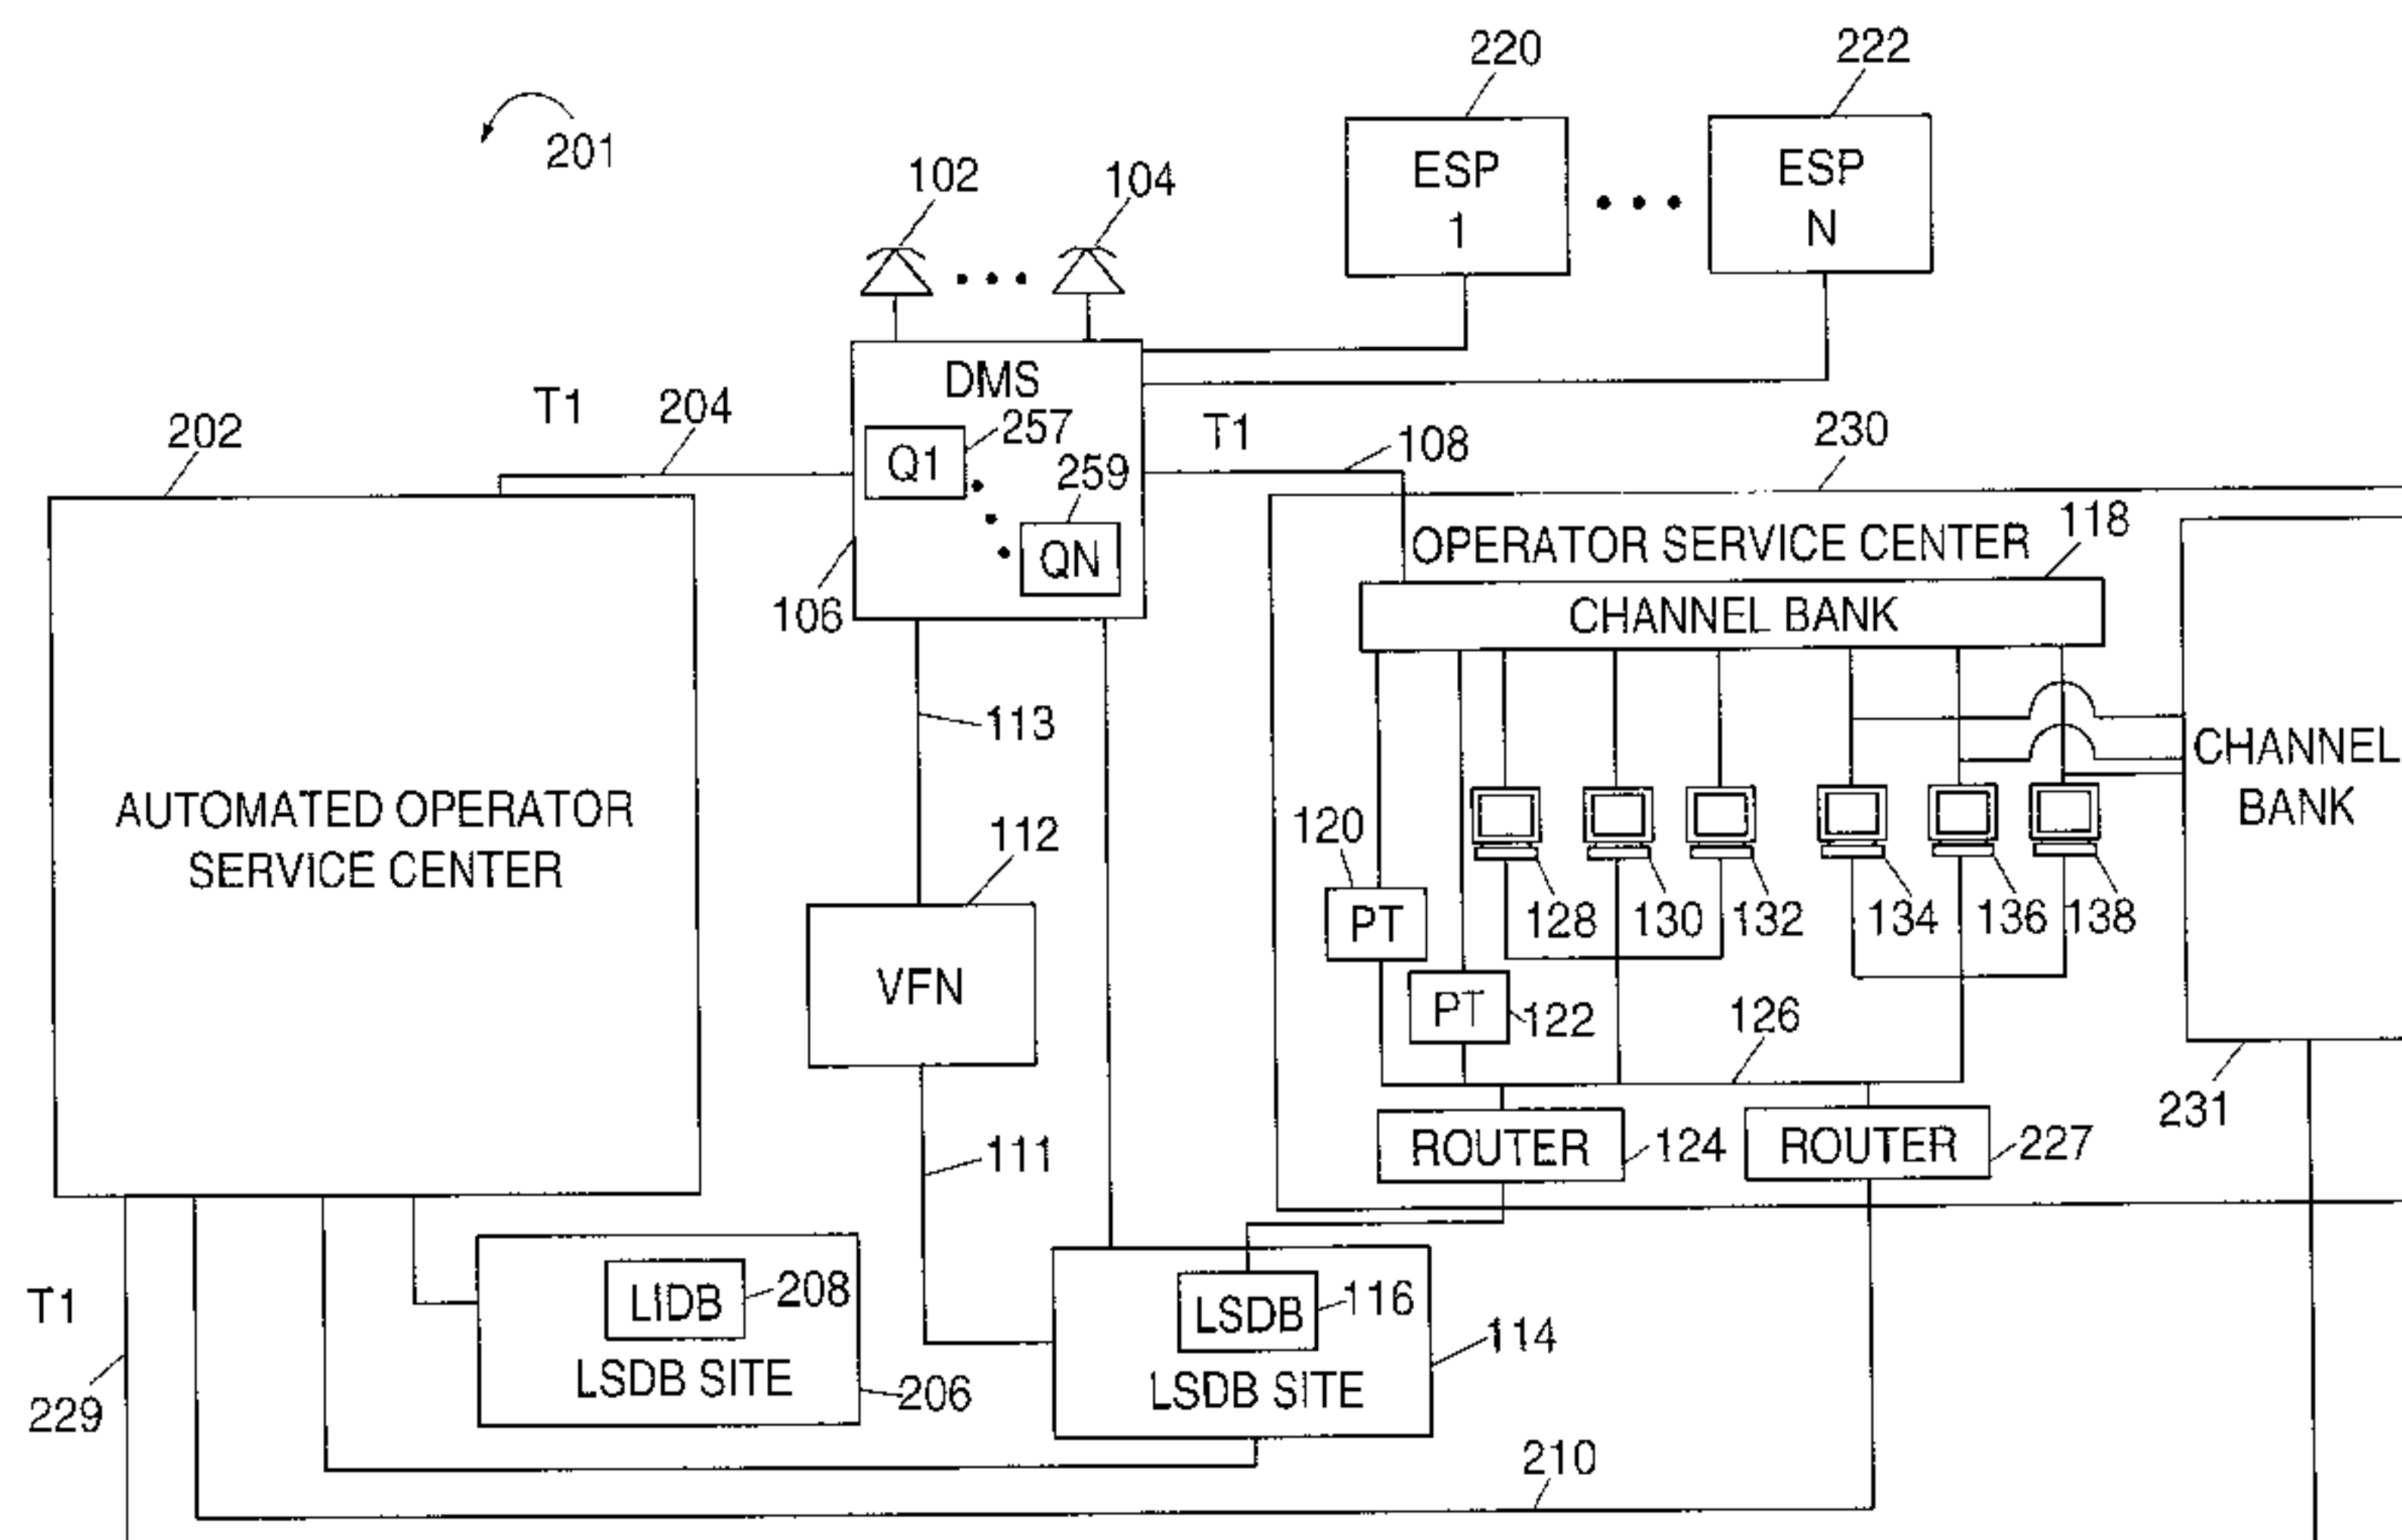 220
222
201
102
104
ESP
1
ESP
N
DMS
T1
204
257
T1
108
230
202
Q1
259
118
QN
OPERATOR SERVICE CENTER
106
CHANNEL BANK
113
CHANNEL
BANK
AUTOMATED OPERATOR
SERVICE CENTER
112
120
128
130
132
134
136
138
PT
VFN
PT
122
126
231
111
ROUTER
124
ROUTER
227
T1
LIDB
208
LSDB
116
114
LSDB SITE
206
LSDB SITE
229
210